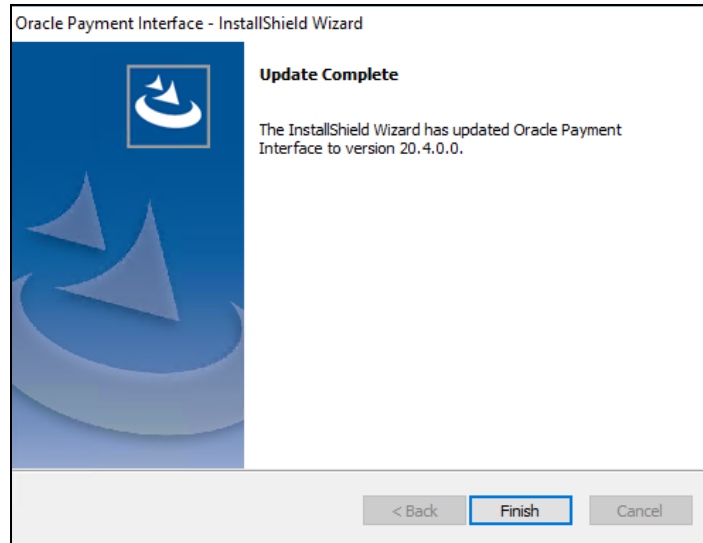 Oracle Payment Interface - InstallShield Wizard
Update Complete
The InstallShield Wizard has updated Oracle Payment
Interface to version 20.4.0.0.
< Back
Finish
Cancel